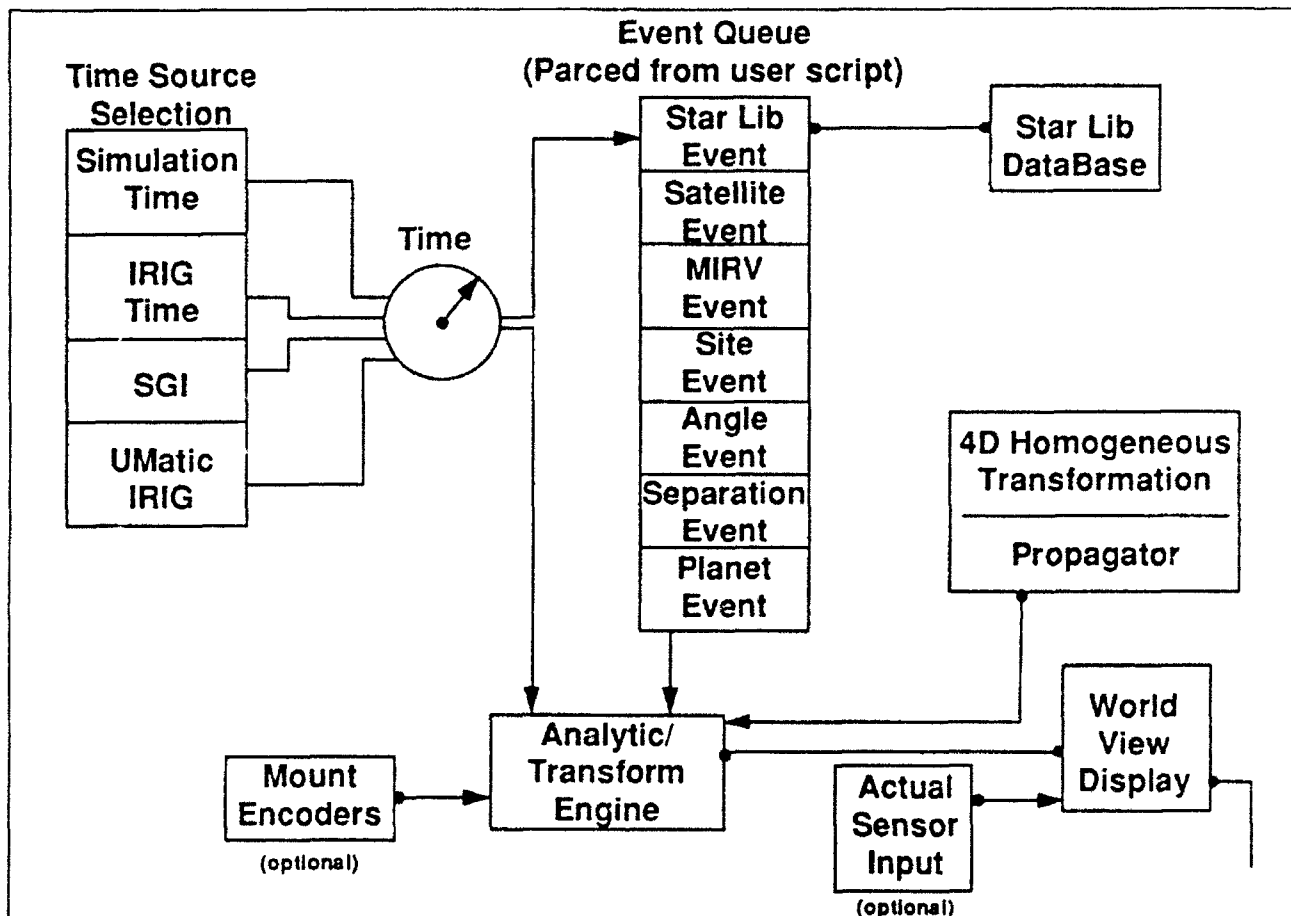 Time Source
Selection
Simulation
Time
IRIG
Time
SGI
UMatic
IRIG
Time
Event Queue
(Parced from user script)
Star Lib
Event
Satellite
Event
MIRV
Event
Site
Event
Angle
Event
Separation
Event
Planet
Event
Star Lib
DataBase
4D Homogeneous
Transformation
Propagator
Analytic/
Transform
Engine
Mount
Encoders
(optional)
Actual
Sensor
Input
(optional)
World
View
Display